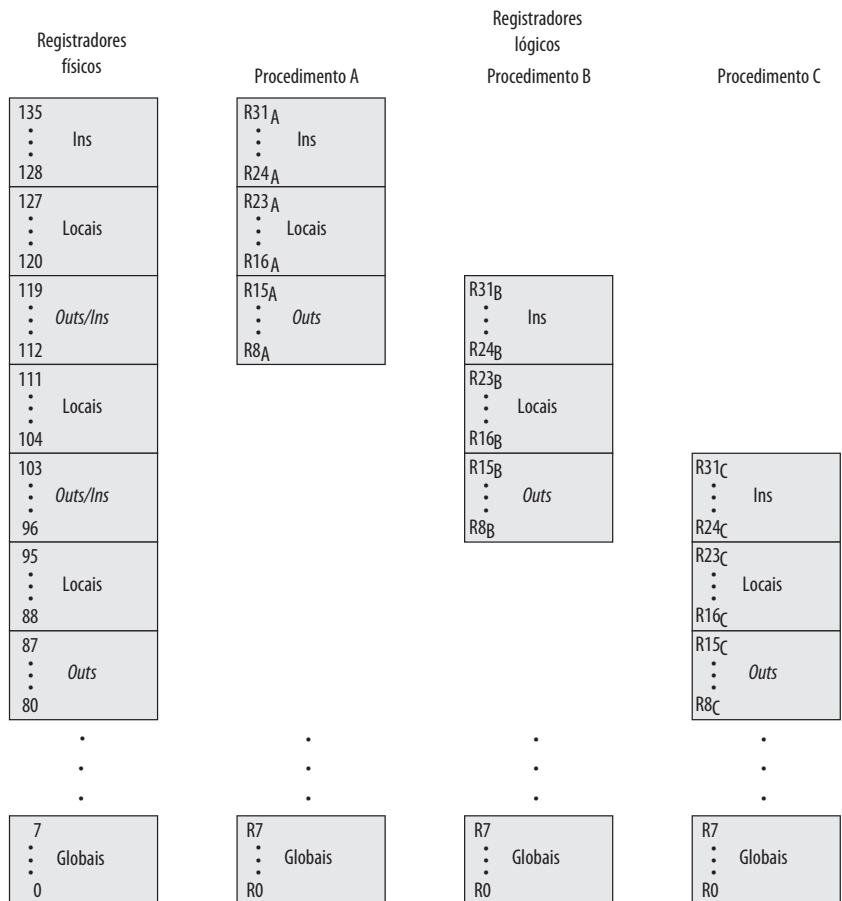 Registradores
físicos
Registradores
lógicos
Procedimento A
Procedimento B
Procedimento C
135
Ins
128
127
Locais
120
119
Outs/Ins
112
111
Locais
104
103
Outs/Ins
96
95
Locais
88
87
Outs
80
7
Globais
0
R31A
Ins
R24A
R23A
Locais
R16A
R15A
Outs
R8A
R7
Globais
R0
R31B
Ins
R24B
R23B
Locais
R16B
R15B
Outs
R8B
R7
Globais
R0
R31C
Ins
R24C
R23C
Locais
R16C
R15C
Outs
R8C
R7
Globais
R0